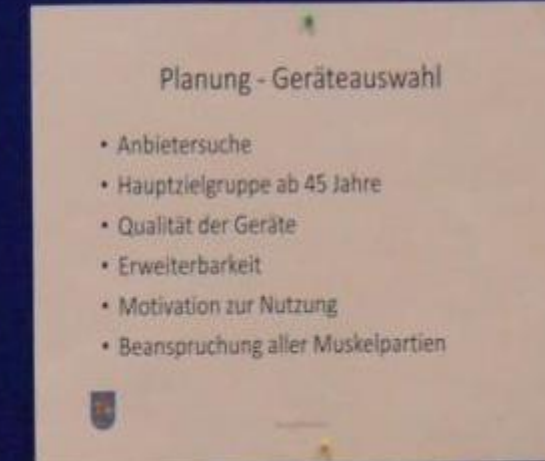 Planung - Geräteauswahl
• Anbietersuche
• Hauptzielgruppe ab 45 Jahre
• Qualität der Geräte
• Erweiterbarkeit
• Motivation zur Nutzung
• Beanspruchung aller Muskelpartien